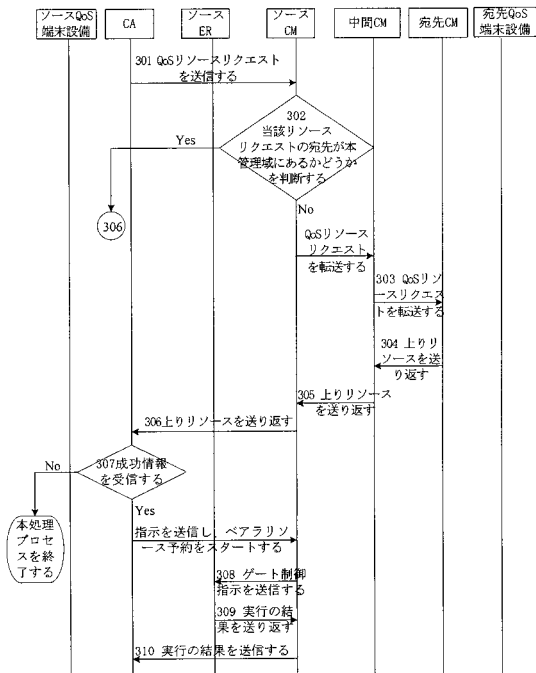 ソースQoS
端末設備
CA
ソース
ER
ソース
CM
中間CM
宛先CM
宛先QoS
端末設備
301 QoSリソースリクエスト
を送信する
302
当該リソース
リクエストの宛先が本
管理域にあるかどうか
を判断する
Yes
306
No
QoSリソース
リクエスト
を転送する
303 QoSリソ
ースリクエス
トを転送する
304 上りリ
ソースを送
り返す
305 上りリソース
を送り返す
306上りリソースを送り返す
307成功情報
を受信する
No
Yes
本処理
プロセ
スを終
了する
指示を送信し、ベアラリソ
ース予約をスタートする
308 ゲート制御
指示を送信する
309 実行の結
果を送り返す
310 実行の結果を送信する